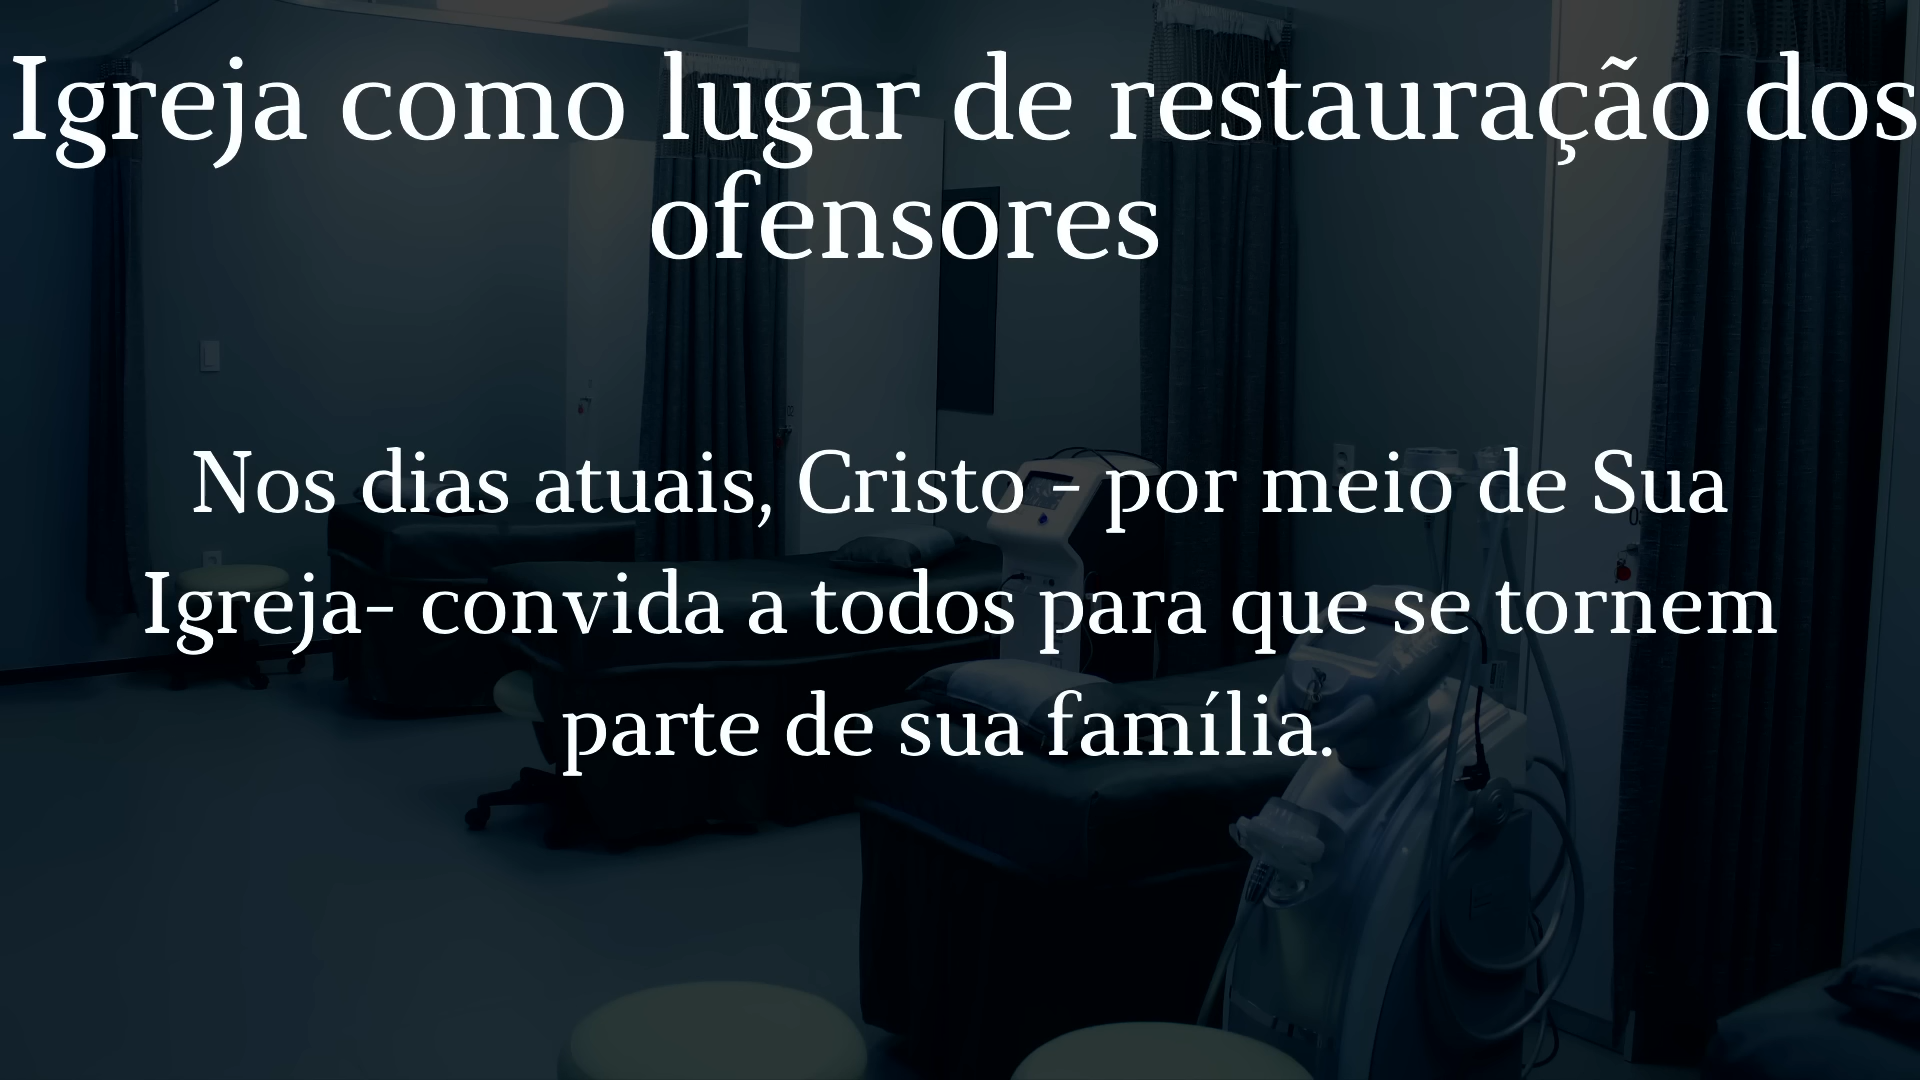 Igreja como lugar de restauração dos
ofensores
Nos dias atuais, Cristo - por meio de Sua
Igreja- convida a todos para que se tornem
parte de sua família.